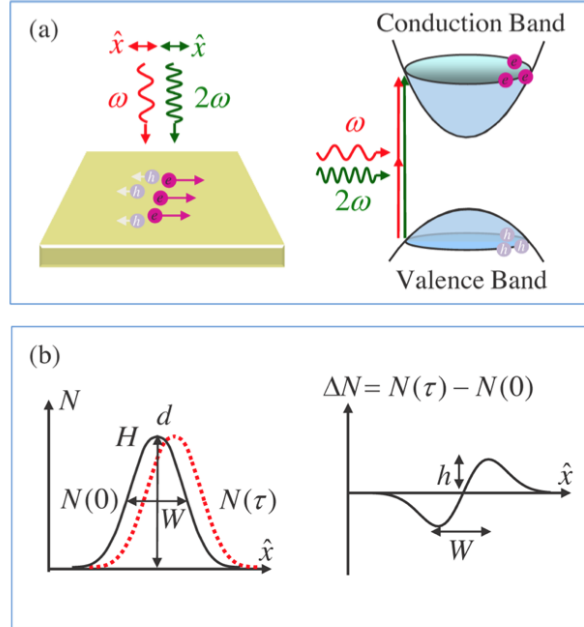 (a)
x̂ x̂
ω 2ω
h e
h e
h e
Conduction Band
e
e e
ω
2ω
h
h h
Valence Band
(b)
N
d
H
N(0) W N(τ)
x̂
ΔN = N(τ) − N(0)
h x̂
W